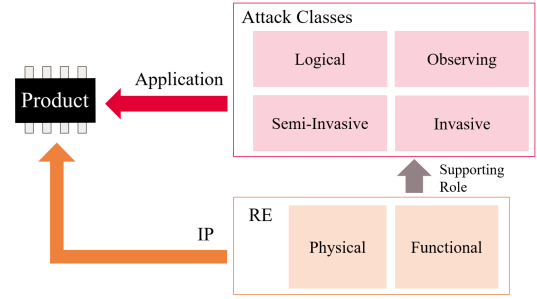 Attack Classes
Logical
Observing
Application
Product
Semi-Invasive
Invasive
Supporting
Role
RE
IP
Physical
Functional